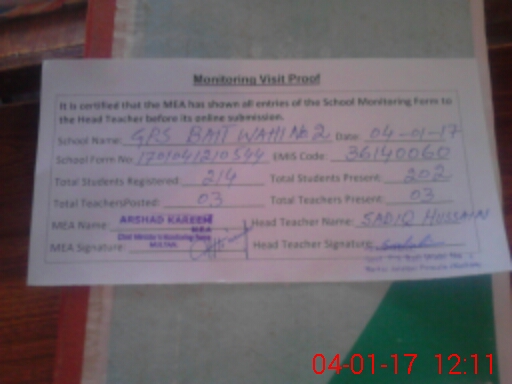 Monitoring Visit Proof
It is certified that the MEA has shown all entries of the School Monitoring Form to
the Head Teacher before its online submission.
School Name: GPS BAIT WAHI No 2 Date: 04-01-17
School Form No: 1701041210544 EMIS Code: 36140060
Total Students Registered: 214 Total Students Present: 202
Total TeachersPosted: 03 Total Teachers Present: 03
MEA Name: ARSHAD KAREEM Head Teacher Name: SADIQ HUSSAIN
MEA
MEA Signature: MULTAN Head Teacher Signature:
04-01-17 12:11